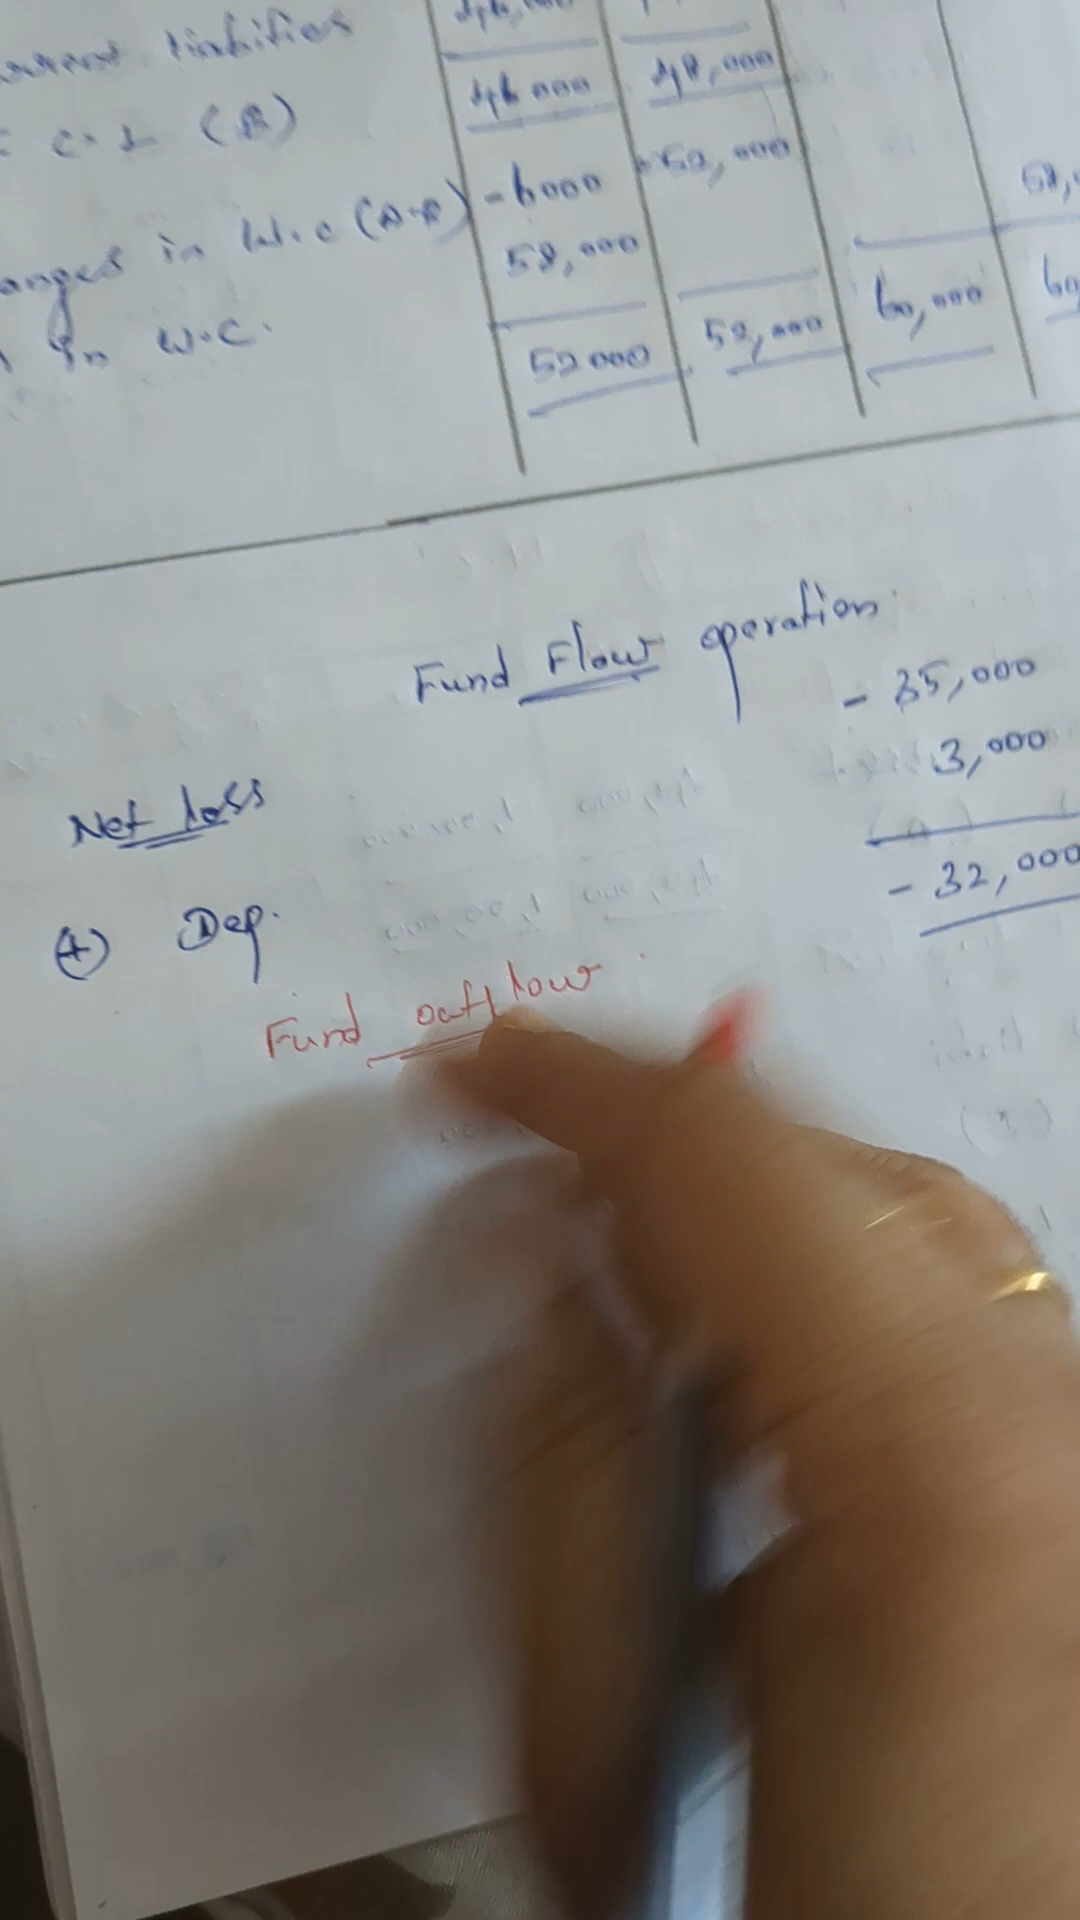 liabilities
C.L (B)
- 6000 52,000
in W.C (A-B)
58,000
60,000
in W.C.
52000 52,000
Fund Flow operation
Net loss - 35,000
(+) Dep. 3,000
- 32,000
Fund outflow